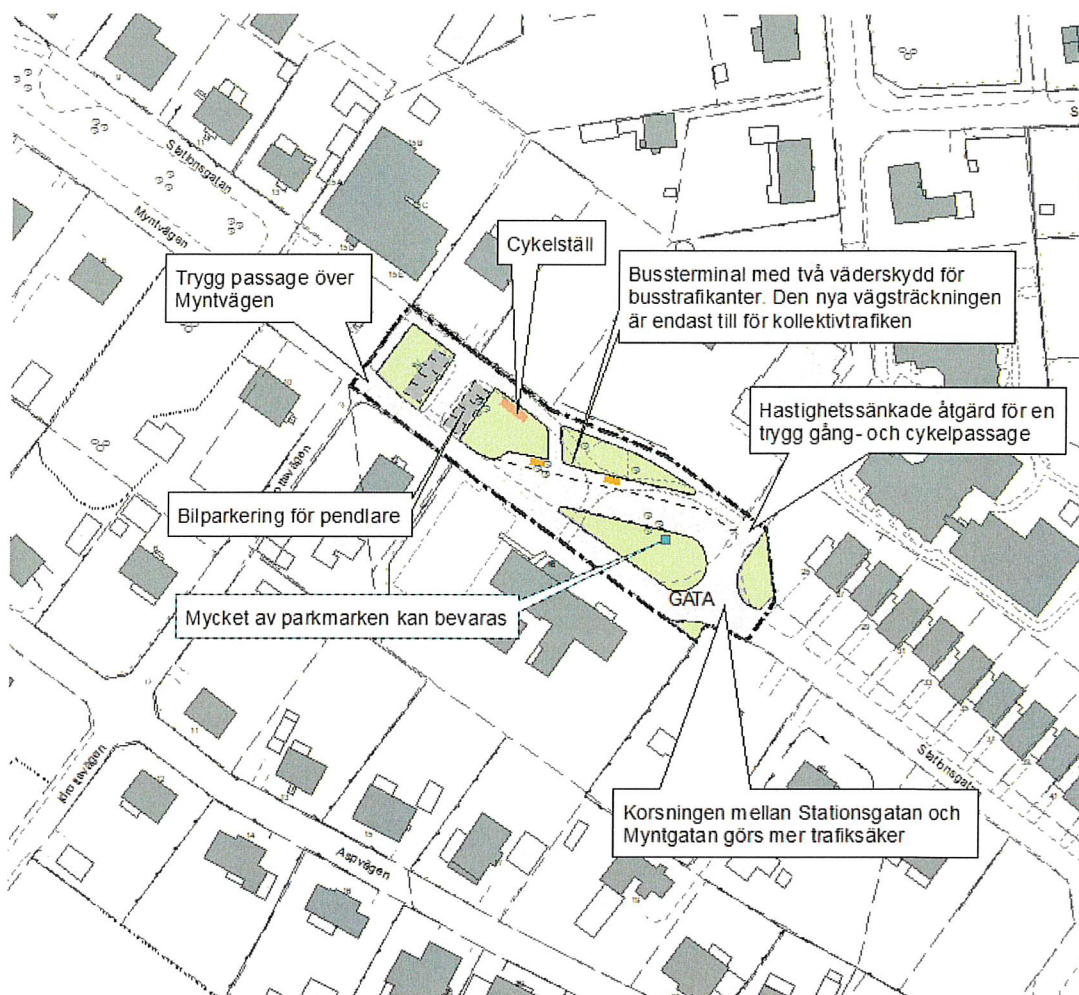 Stationsgatan
Myntvägen
Cykelställ
Trygg passage över
Myntvägen
Bussterminal med två väderskydd för
busstrafikanter. Den nya vägsträckningen
är endast till för kollektivtrafiken
Hastighetssänkade åtgärd för en
trygg gång- och cykelpassage
Bilparkering för pendlare
Mycket av parkmarken kan bevaras
GATA
Korsningen mellan Stationsgatan och
Myntgatan görs mer trafiksäker
Aspvägen